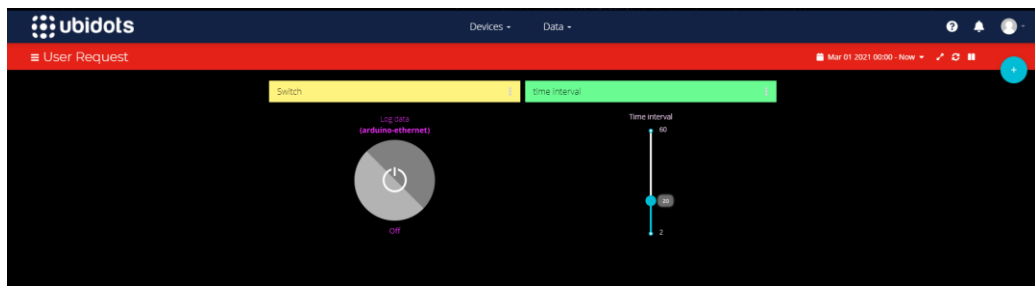 ubidots
Devices
Data
User Request
Mar 01 2021 00:00 - Now
Switch
time interval
Log data
(arduino-ethernet)
Off
Time interval
60
20
2